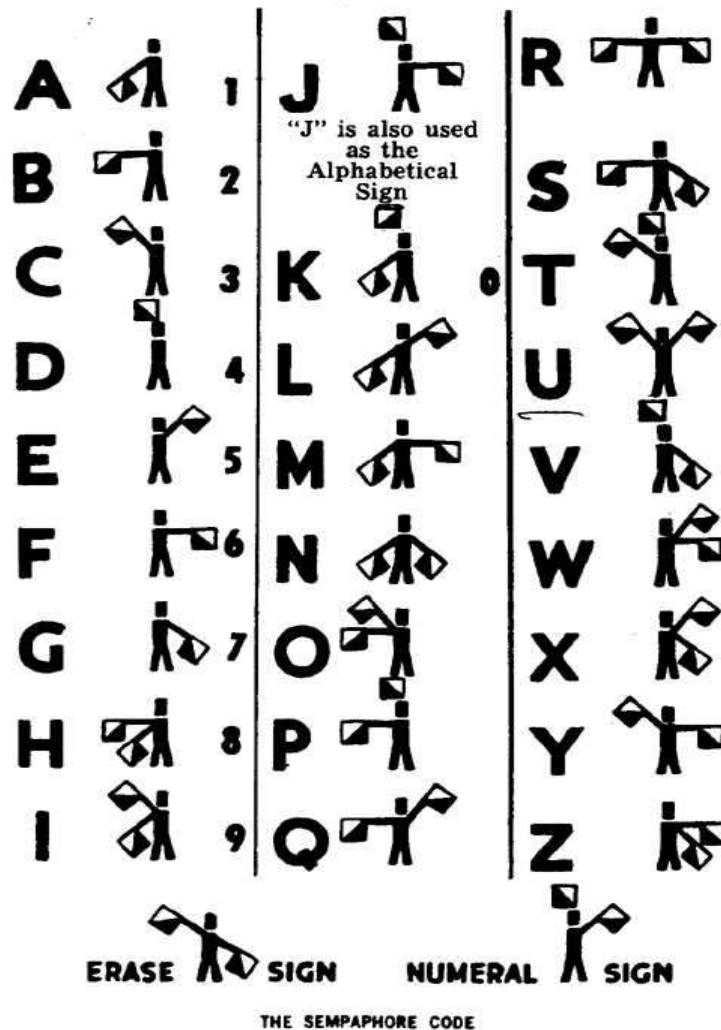 A 1
B 2
C 3
D 4
E 5
F 6
G 7
H 8
I 9
J
"J" is also used
as the
Alphabetical
Sign
K 0
L
M
N
O
P
Q
R
S
T
U
V
W
X
Y
Z
ERASE SIGN
NUMERAL SIGN
THE SEMPAPHORE CODE